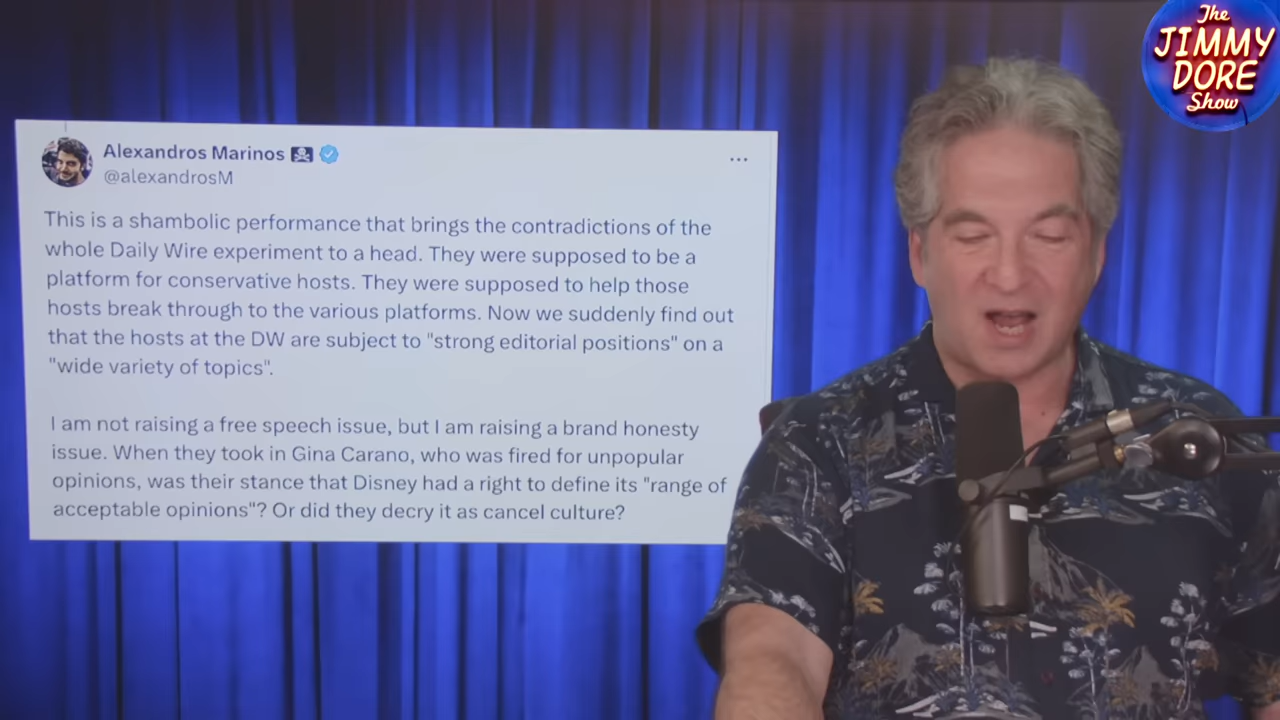 The
JIMMY
DORE
Show
Alexandros Marinos
@alexandrosM
This is a shambolic performance that brings the contradictions of the
whole Daily Wire experiment to a head. They were supposed to be a
platform for conservative hosts. They were supposed to help those
hosts break through to the various platforms. Now we suddenly find out
that the hosts at the DW are subject to "strong editorial positions" on a
"wide variety of topics".
I am not raising a free speech issue, but I am raising a brand honesty
issue. When they took in Gina Carano, who was fired for unpopular
opinions, was their stance that Disney had a right to define its "range of
acceptable opinions"? Or did they decry it as cancel culture?